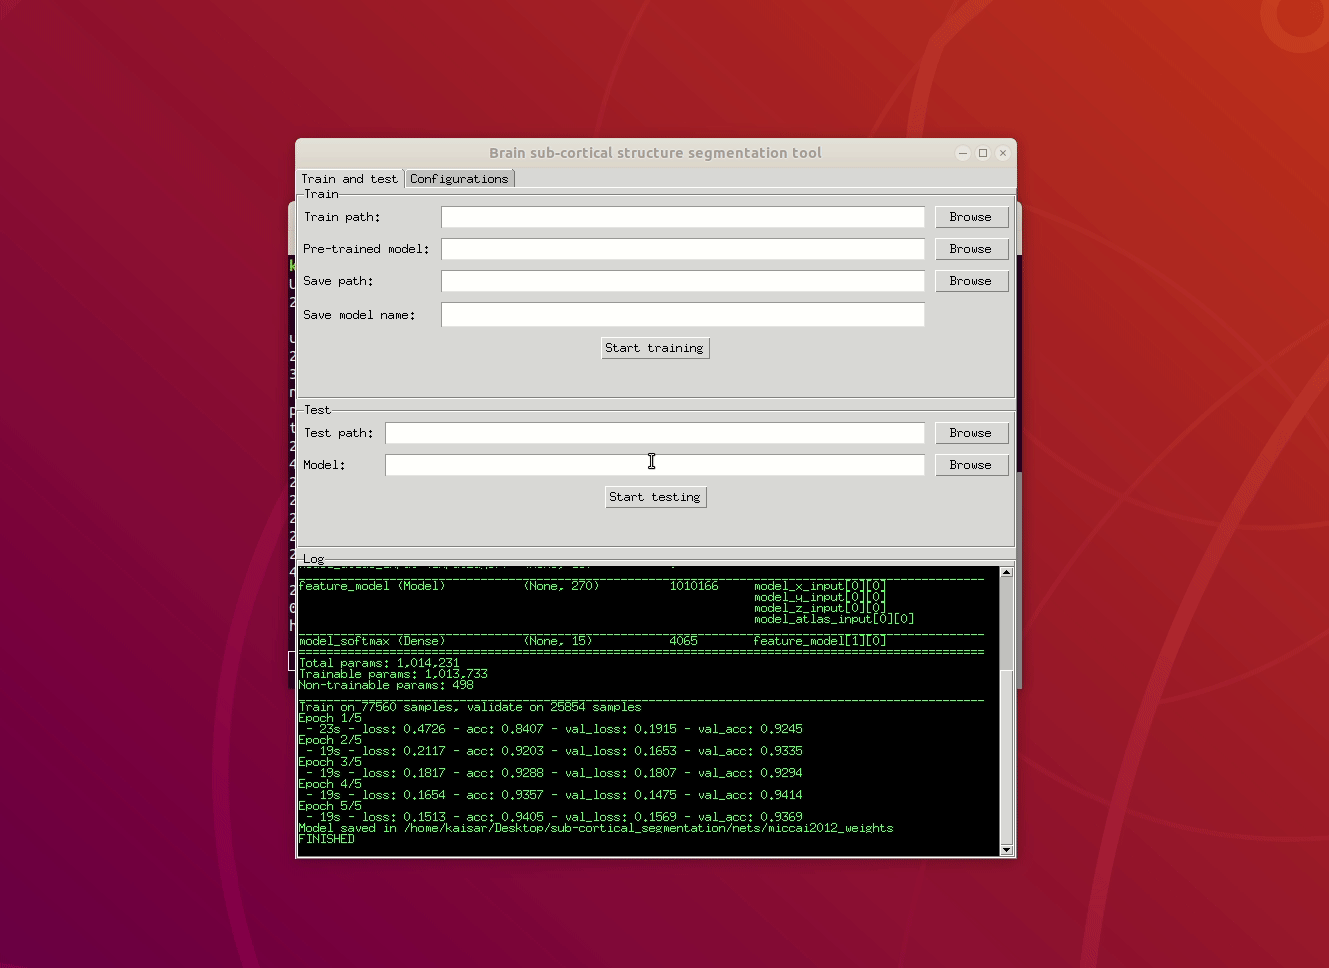 Brain sub-cortical structure segmentation tool
Train and test Configurations
Train
Train path: Browse
Pre-trained model: Browse
Save path: Browse
Save model name:
Start training
Test
Test path: Browse
Model: Browse
Start testing
Log
feature_model (Model) (None, 270) 1010166 model_x_input[0][0]
model_y_input[0][0]
model_z_input[0][0]
model_atlas_input[0][0]
model_softmax (Dense) (None, 15) 4065 feature_model[1][0]
Total params: 1,014,231
Trainable params: 1,013,733
Non-trainable params: 498
Train on 77560 samples, validate on 25854 samples
Epoch 1/5
- 23s - loss: 0.4726 - acc: 0.8407 - val_loss: 0.1915 - val_acc: 0.9245
Epoch 2/5
- 19s - loss: 0.2117 - acc: 0.9203 - val_loss: 0.1653 - val_acc: 0.9335
Epoch 3/5
- 19s - loss: 0.1817 - acc: 0.9288 - val_loss: 0.1807 - val_acc: 0.9294
Epoch 4/5
- 19s - loss: 0.1654 - acc: 0.9357 - val_loss: 0.1475 - val_acc: 0.9414
Epoch 5/5
- 19s - loss: 0.1513 - acc: 0.9405 - val_loss: 0.1569 - val_acc: 0.9369
Model saved in /home/kaisar/Desktop/sub-cortical_segmentation/nets/miccai2012_weights
FINISHED